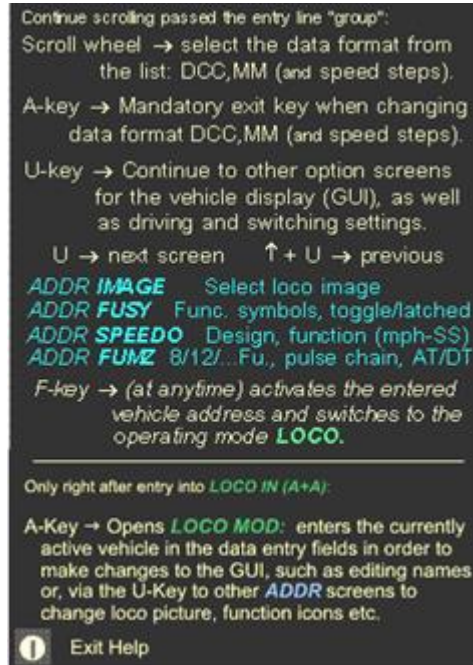 Continue scrolling passed the entry line "group":
Scroll wheel → select the data format from
the list: DCC,MM (and speed steps).
A-key → Mandatory exit key when changing
data format DCC,MM (and speed steps).
U-key → Continue to other option screens
for the vehicle display (GUI), as well
as driving and switching settings.
U → next screen ↑ + U → previous
ADDR IMAGE Select loco image
ADDR FUSY Func. symbols, toggle/latched
ADDR SPEEDO Design, function (mph-SS)
ADDR FUMZ 8/12/...Fu., pulse chain, AT/DT
F-key → (at anytime) activates the entered
vehicle address and switches to the
operating mode LOCO.
Only right after entry into LOCO IN (A+A):
A-Key → Opens LOCO MOD: enters the currently
active vehicle in the data entry fields in order to
make changes to the GUI, such as editing names
or, via the U-Key to other ADDR screens to
change loco picture, function icons etc.
Exit Help